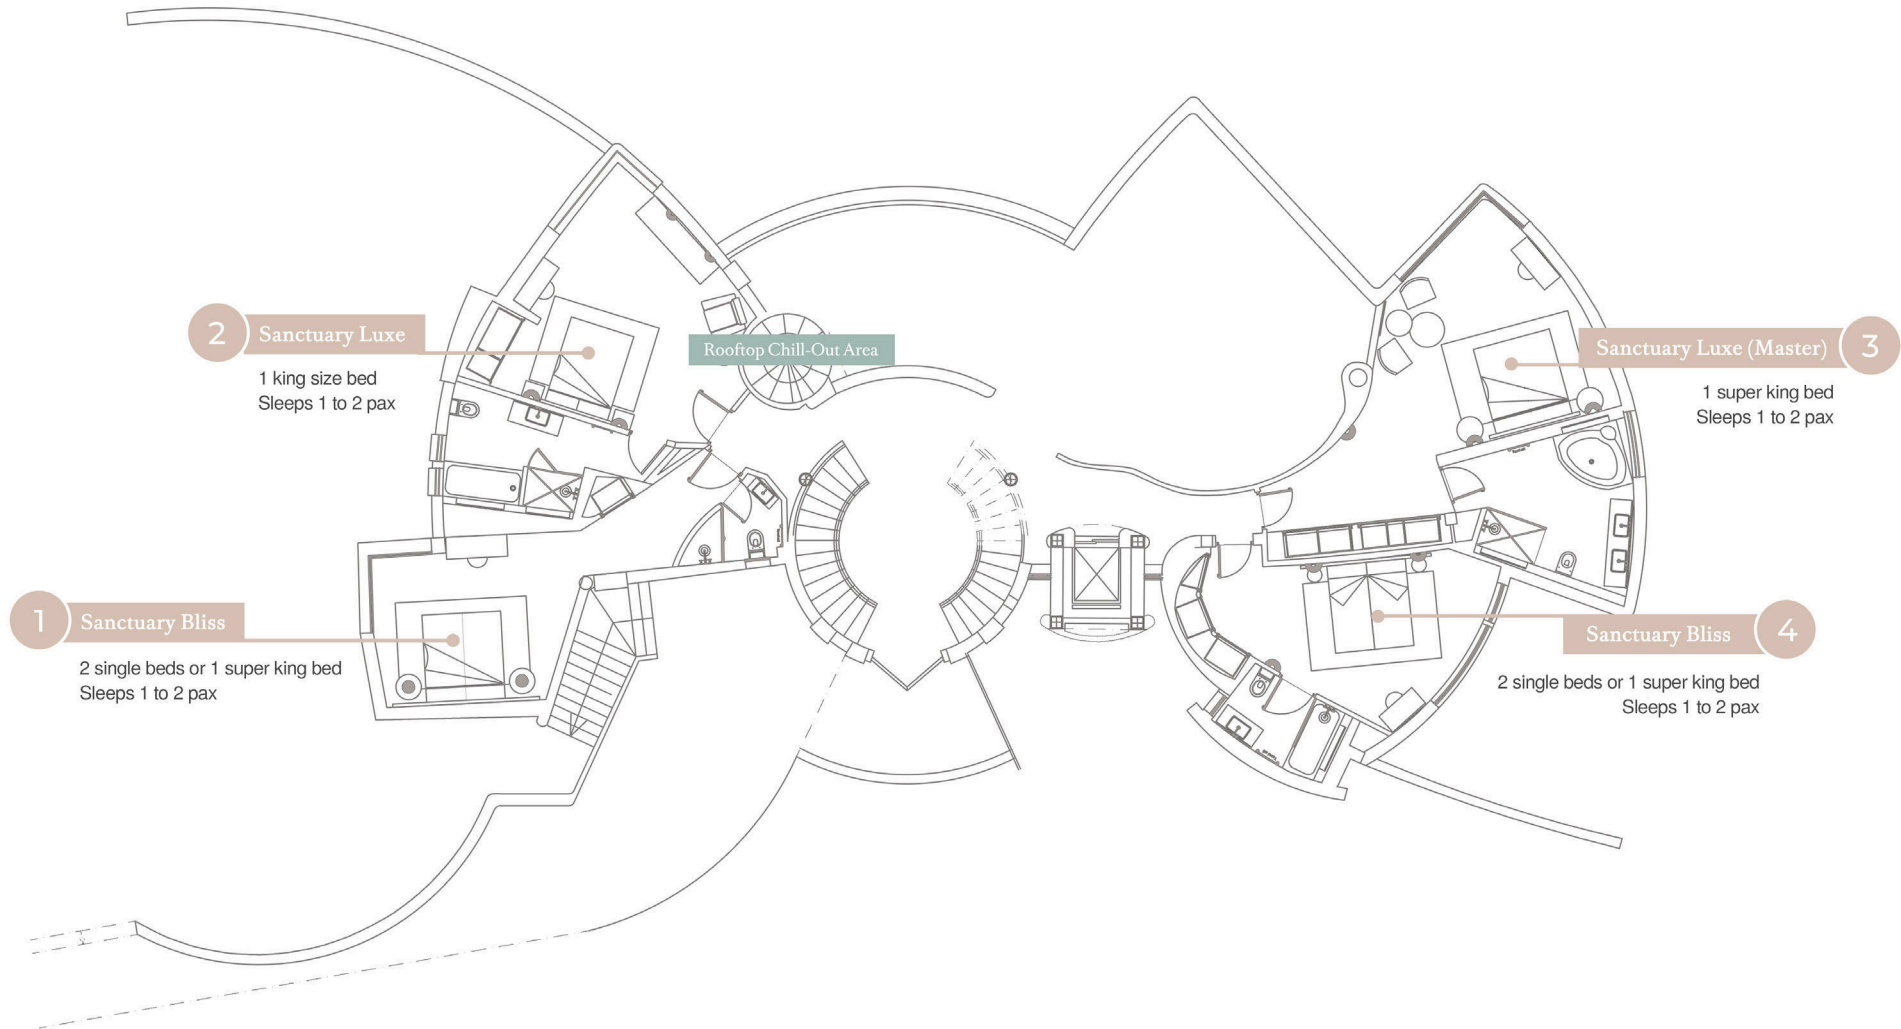 2
Sanctuary Luxe
1 king size bed
Sleeps 1 to 2 pax
Rooftop Chill-Out Area
Sanctuary Luxe (Master)
3
1 super king bed
Sleeps 1 to 2 pax
1
Sanctuary Bliss
2 single beds or 1 super king bed
Sleeps 1 to 2 pax
Sanctuary Bliss
4
2 single beds or 1 super king bed
Sleeps 1 to 2 pax